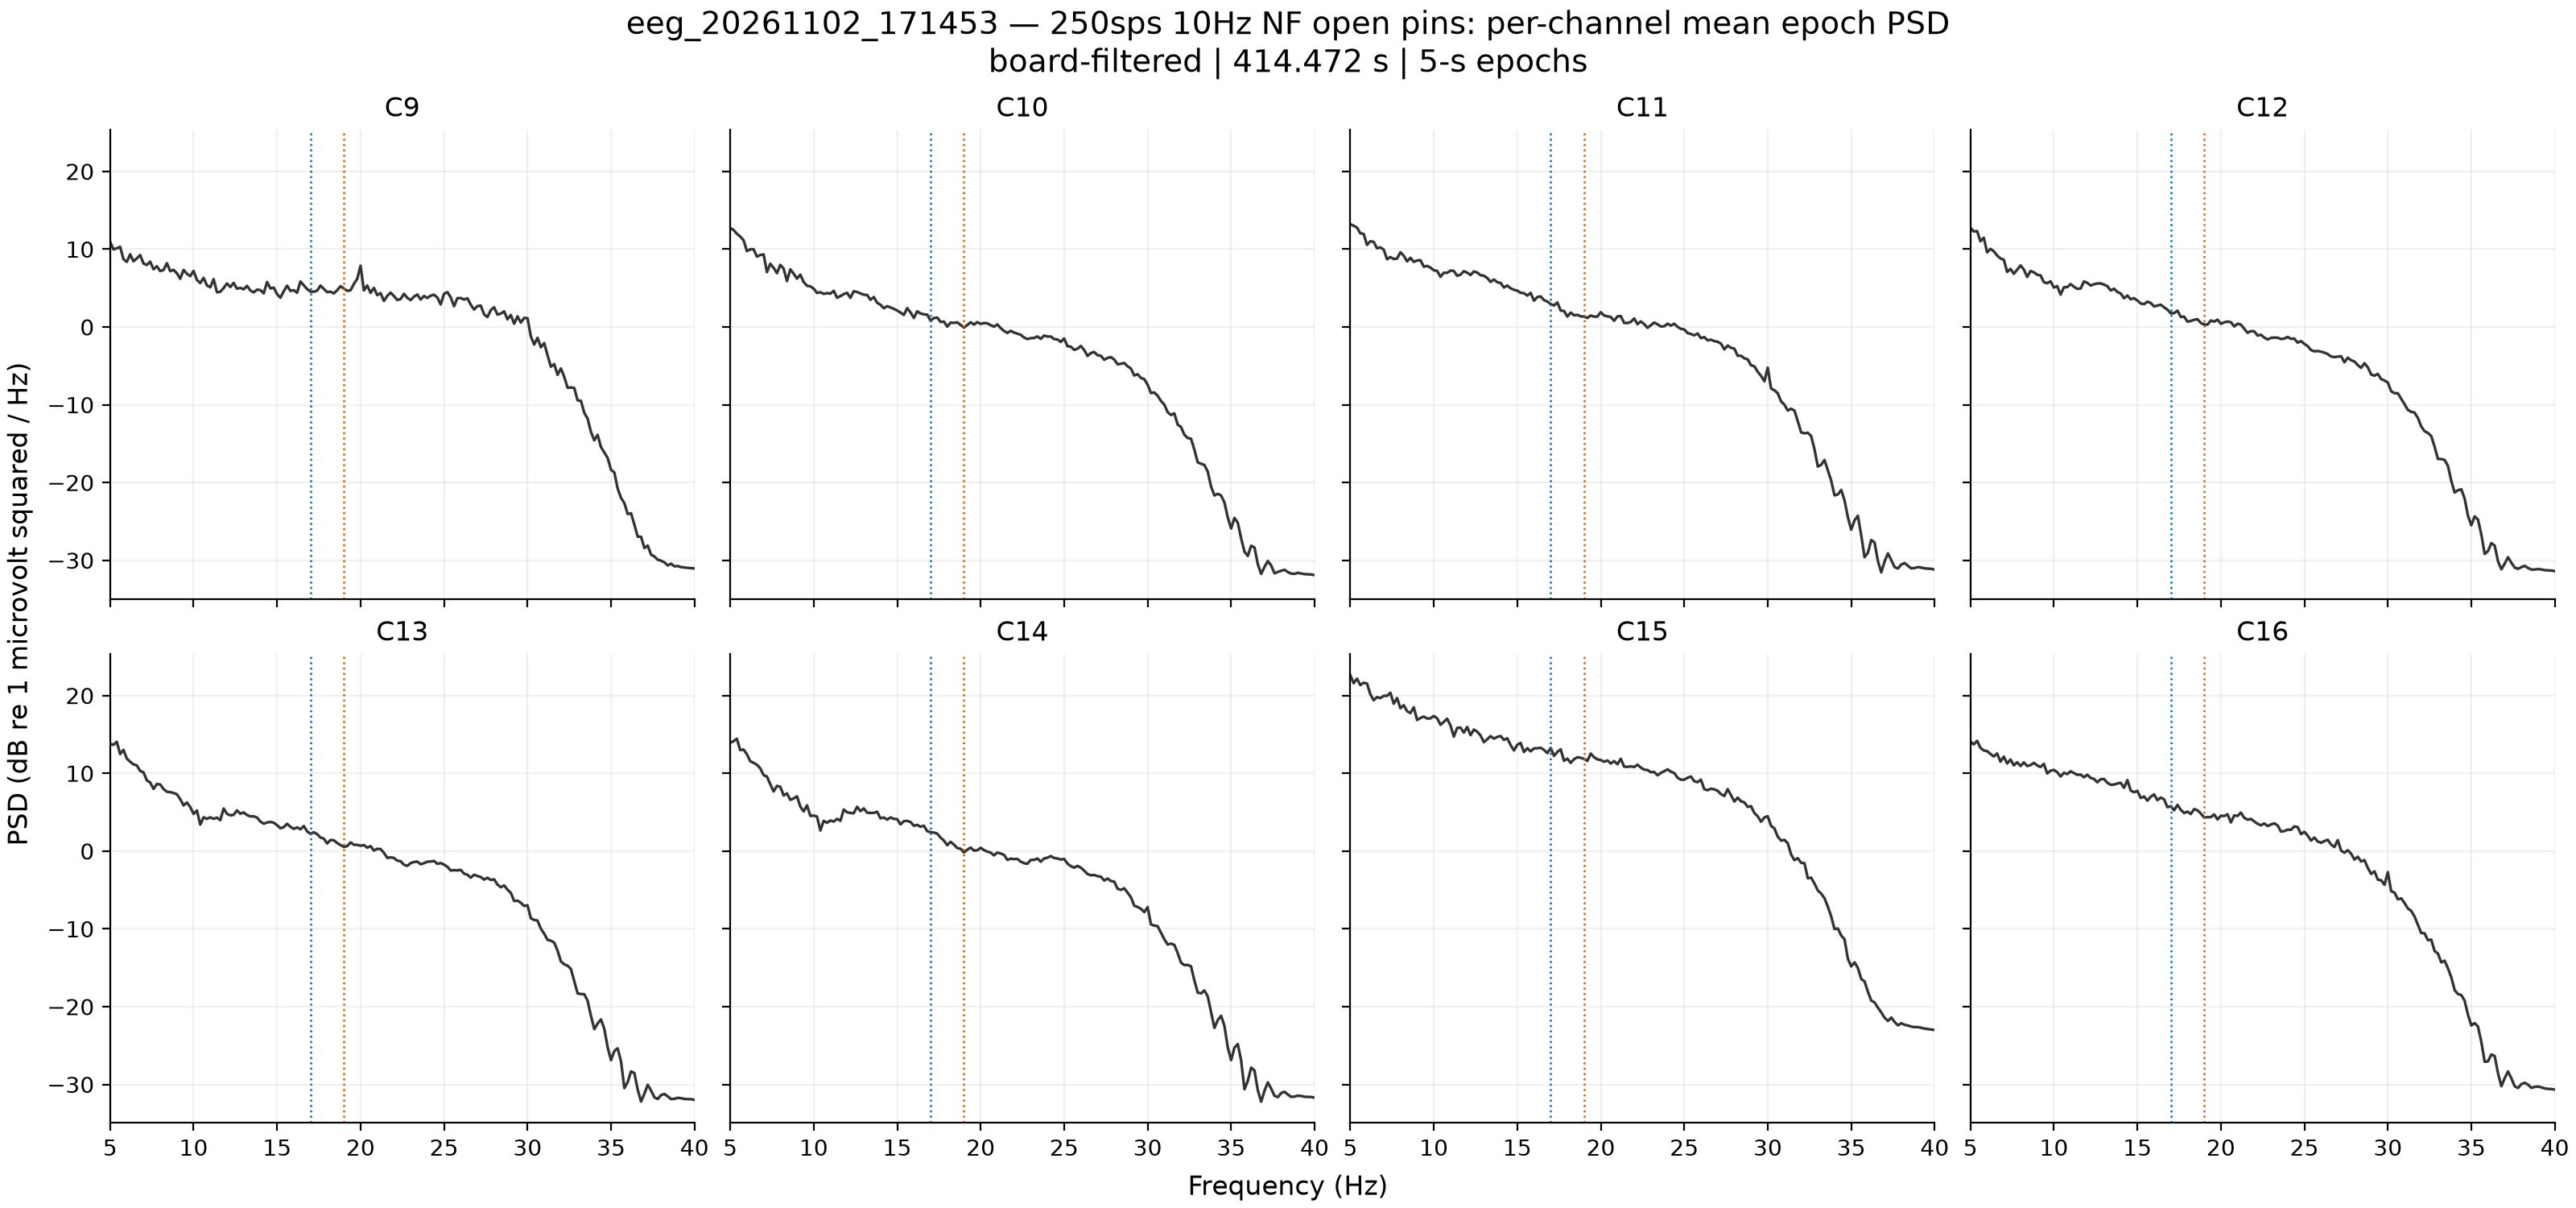 eeg_20261102_171453 — 250sps 10Hz NF open pins: per-channel mean epoch PSD
board-filtered | 414.472 s | 5-s epochs
C9 C10 C11 C12
20
10
0
−10
−20
−30
C13 C14 C15 C16
20
10
0
−10
−20
−30
5 10 15 20 25 30 35 40 5 10 15 20 25 30 35 40 5 10 15 20 25 30 35 40 5 10 15 20 25 30 35 40
PSD (dB re 1 microvolt squared / Hz)
Frequency (Hz)